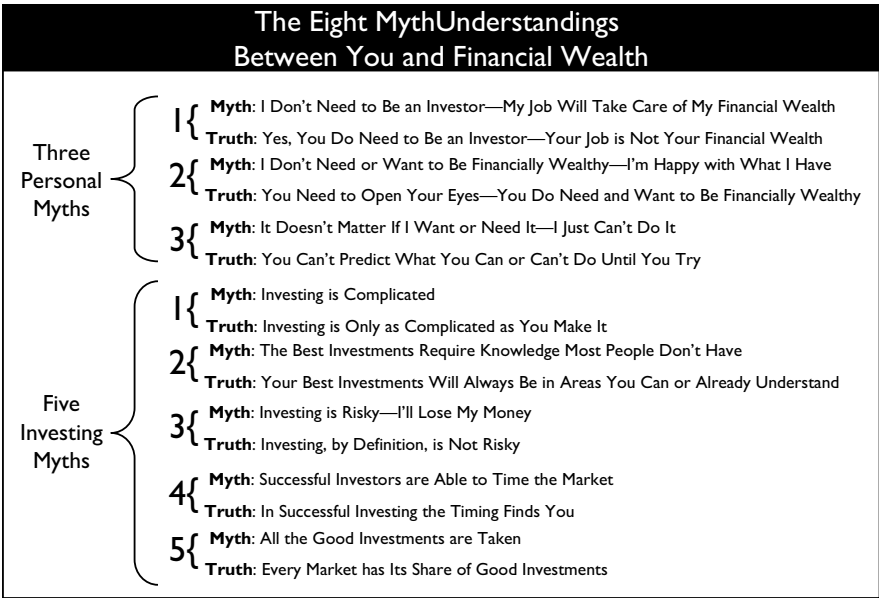 The Eight MythUnderstandings
Between You and Financial Wealth
Three
Personal
Myths
1{
Myth: I Don't Need to Be an Investor—My Job Will Take Care of My Financial Wealth
Truth: Yes, You Do Need to Be an Investor—Your Job is Not Your Financial Wealth
2{
Myth: I Don't Need or Want to Be Financially Wealthy—I'm Happy with What I Have
Truth: You Need to Open Your Eyes—You Do Need and Want to Be Financially Wealthy
3{
Myth: It Doesn't Matter If I Want or Need It—I Just Can't Do It
Truth: You Can't Predict What You Can or Can't Do Until You Try
Five
Investing
Myths
1{
Myth: Investing is Complicated
Truth: Investing is Only as Complicated as You Make It
2{
Myth: The Best Investments Require Knowledge Most People Don't Have
Truth: Your Best Investments Will Always Be in Areas You Can or Already Understand
3{
Myth: Investing is Risky—I'll Lose My Money
Truth: Investing, by Definition, is Not Risky
4{
Myth: Successful Investors are Able to Time the Market
Truth: In Successful Investing the Timing Finds You
5{
Myth: All the Good Investments are Taken
Truth: Every Market has Its Share of Good Investments